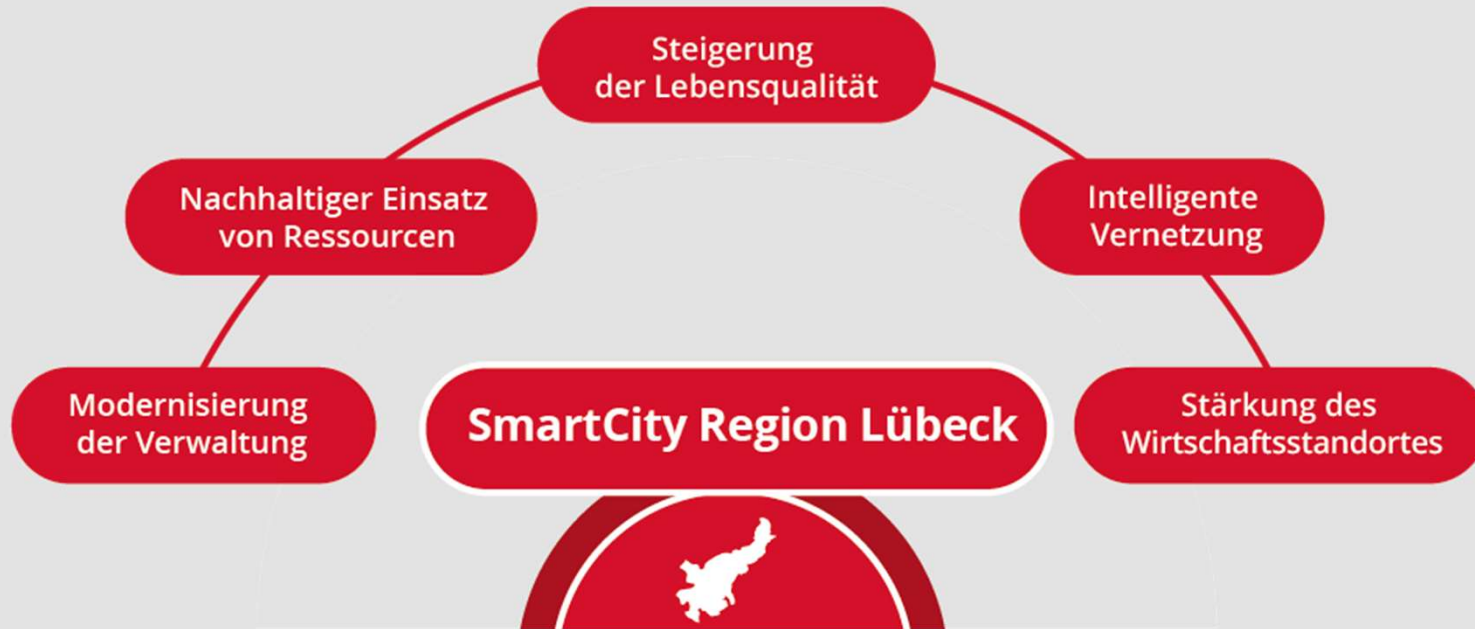 Steigerung
der Lebensqualität
Nachhaltiger Einsatz
von Ressourcen
Intelligente
Vernetzung
Modernisierung
der Verwaltung
SmartCity Region Lübeck
Stärkung des
Wirtschaftsstandortes